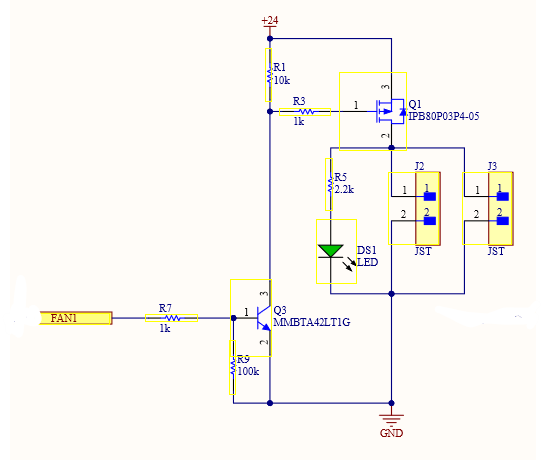 +24
R1
10k
3
R3
1k
1
Q1
IPB80P03P4-05
2
R5
2.2k
J2
J3
1
1
1
1
2
2
2
2
JST
JST
DS1
LED
3
R7
1k
FAN1
1
Q3
MMBTA42LT1G
2
R9
100k
GND